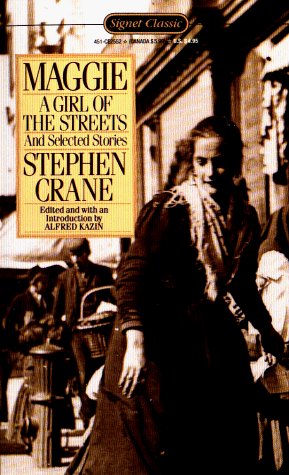 Signet Classic
MAGGIE
A GIRL OF
THE STREETS
And Selected Stories
STEPHEN
CRANE
Edited and with an
Introduction by
ALFRED KAZIN